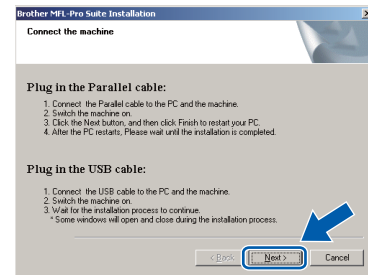 Brother MFL-Pro Suite Installation
Connect the machine
Plug in the Parallel cable:
1. Connect the Parallel cable to the PC and the machine.
2. Switch the machine on.
3. Click the Next button, and then click Finish to restart your PC.
4. After the PC restarts, Please wait until the installation is completed.
Plug in the USB cable:
1. Connect the USB cable to the PC and the machine.
2. Switch the machine on.
3. Wait for the installation process to continue.
* Some windows will open and close during the installation process.
< Back Next > Cancel